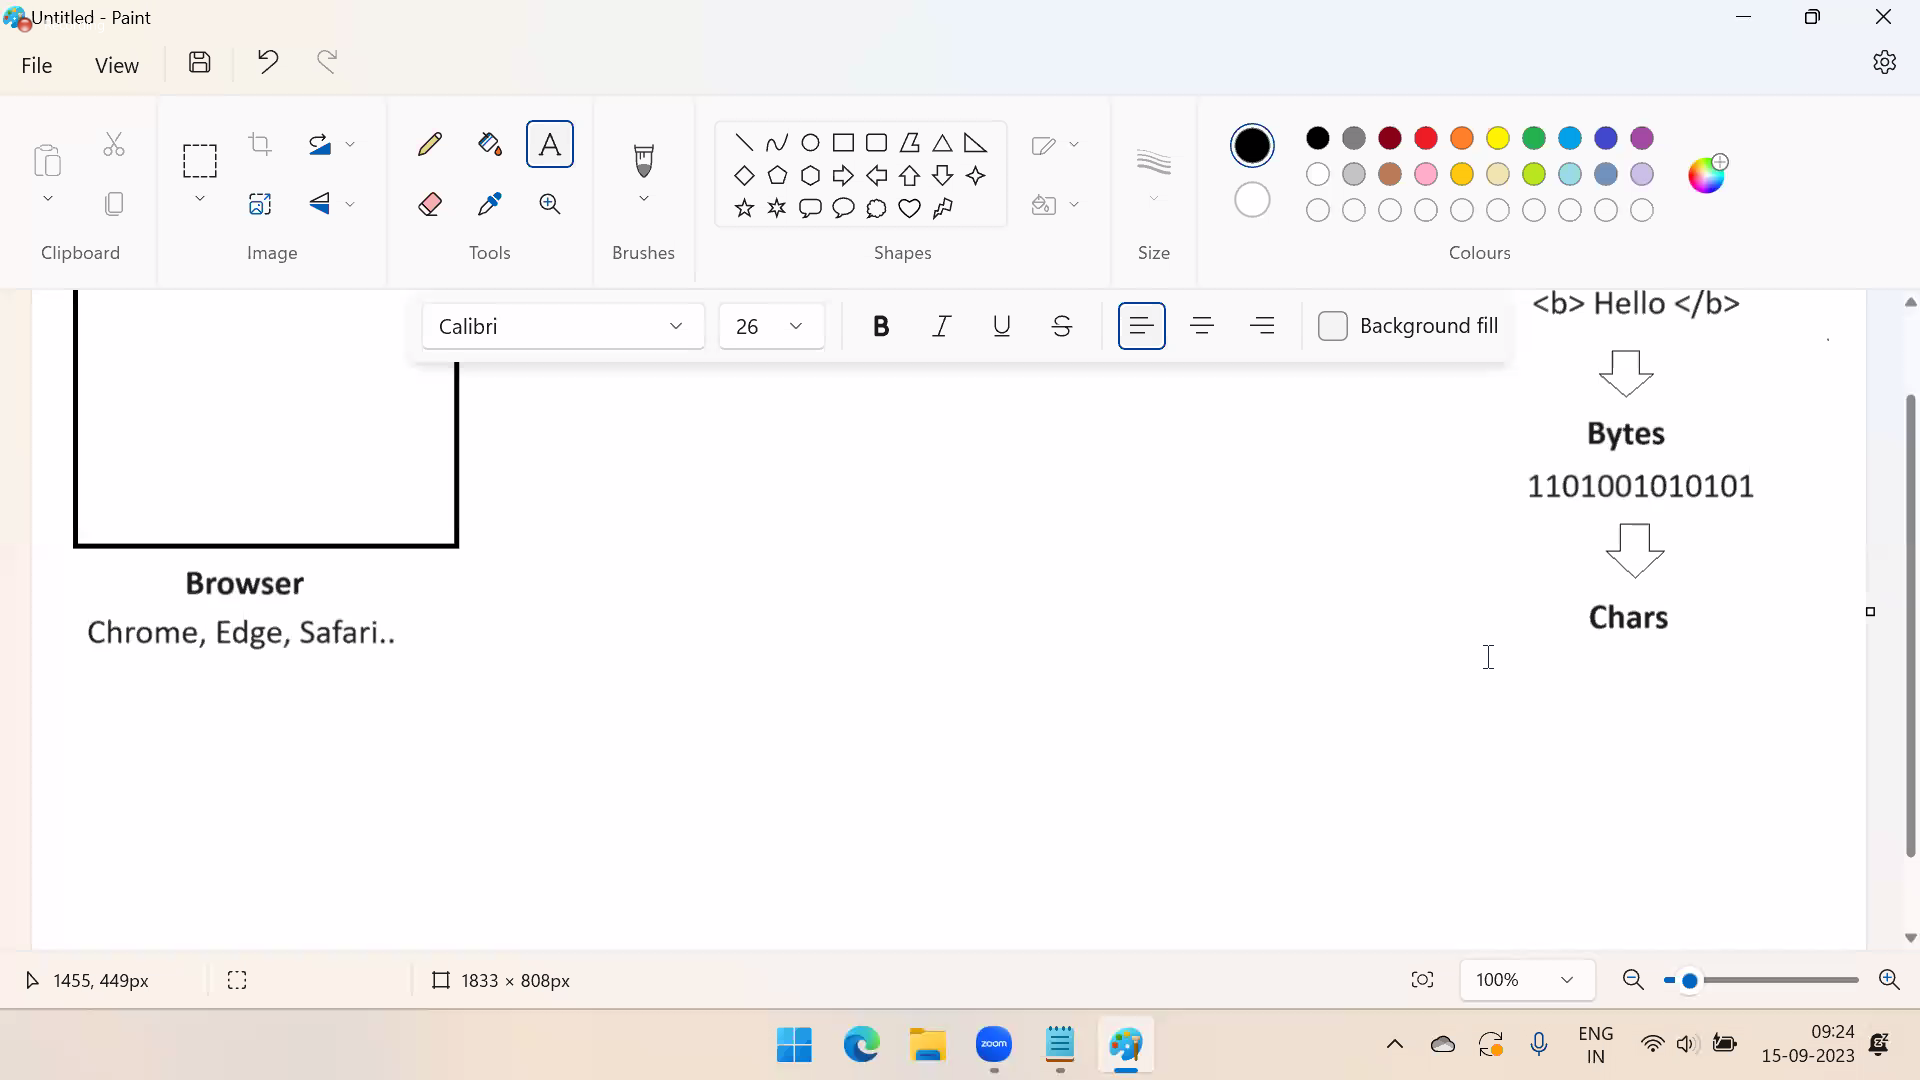 Untitled - Paint
File
View
Clipboard
Image
A
Tools
Brushes
Shapes
Size
Colours
Calibri
26
B
I
U
S
Background fill
<b> Hello </b>
Bytes
1101001010101
Chars
Browser
Chrome, Edge, Safari..
1455, 449px
1833 × 808px
100%
zoom
ENG
IN
09:24
15-09-2023